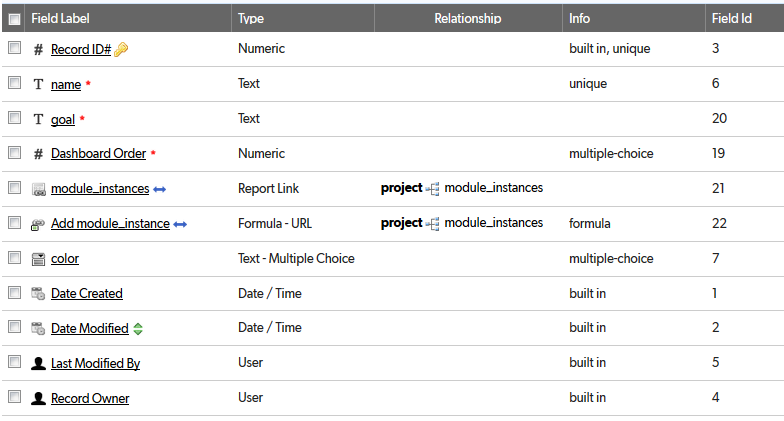 Field Label Type Relationship Info Field Id
# Record ID# Numeric built in, unique 3
T name * Text unique 6
T goal * Text 20
# Dashboard Order * Numeric multiple-choice 19
module_instances Report Link project module_instances 21
Add module_instance Formula - URL project module_instances formula 22
color Text - Multiple Choice multiple-choice 7
Date Created Date / Time built in 1
Date Modified Date / Time built in 2
Last Modified By User built in 5
Record Owner User built in 4